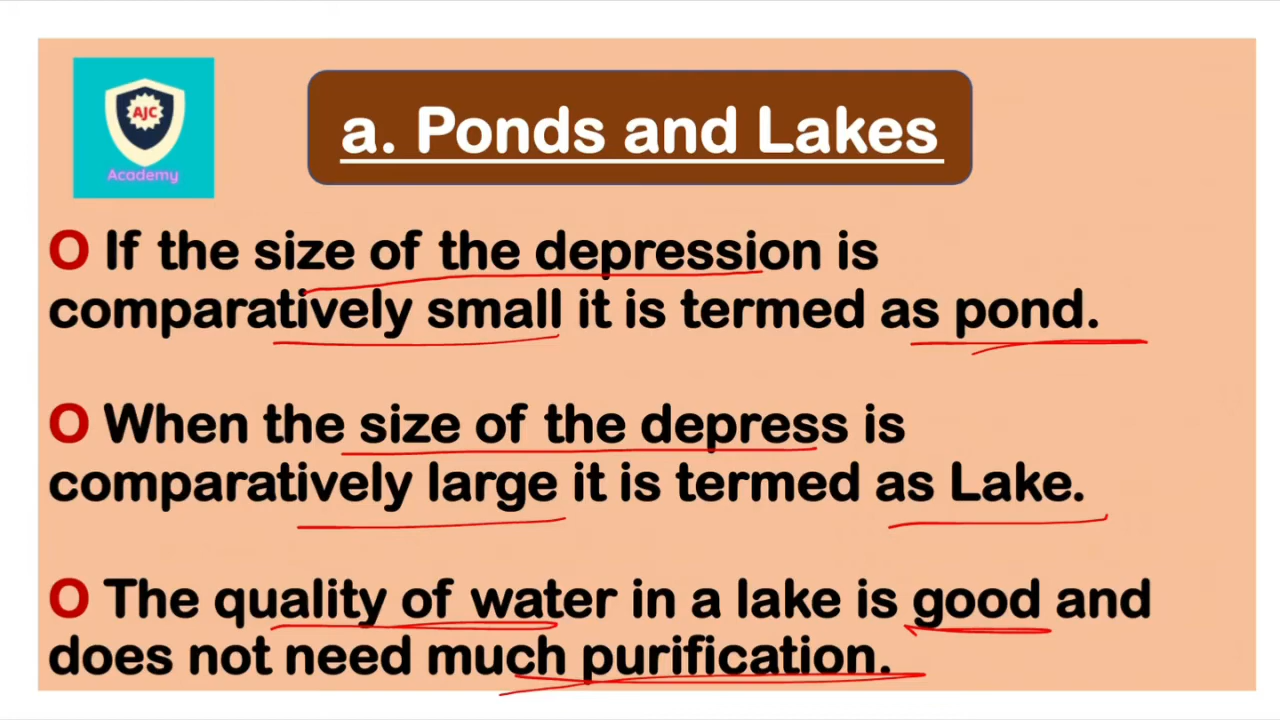 AJC
Academy
a. Ponds and Lakes
O If the size of the depression is
comparatively small it is termed as pond.
O When the size of the depress is
comparatively large it is termed as Lake.
O The quality of water in a lake is good and
does not need much purification.